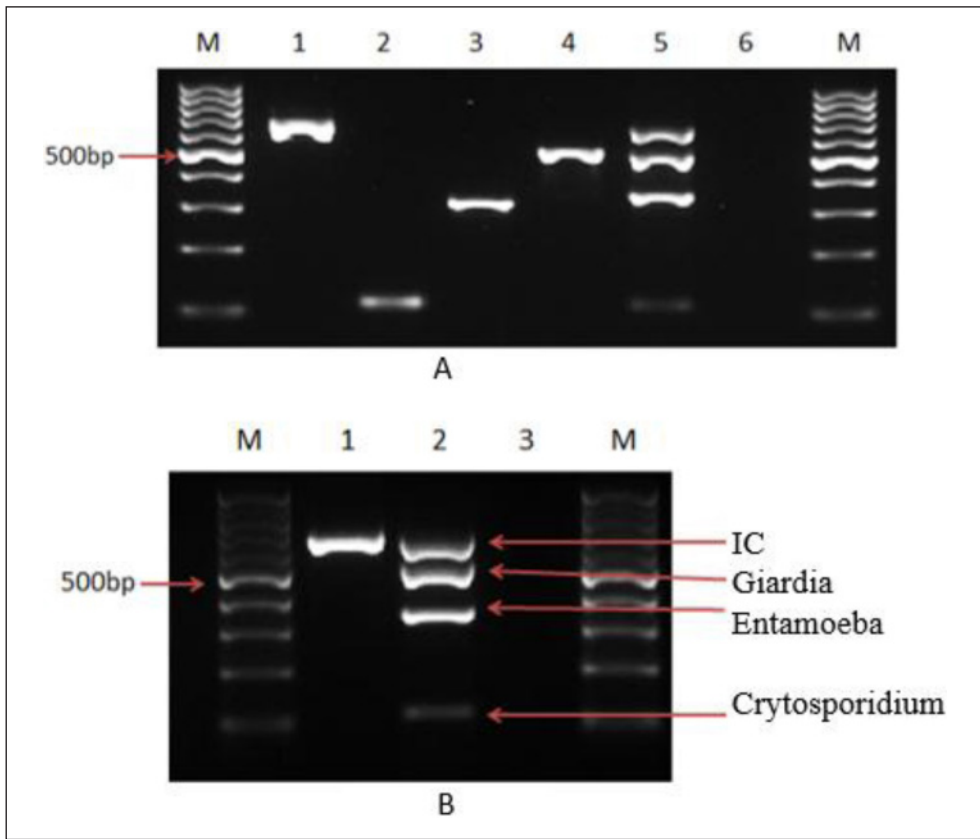 M 1 2 3 4 5 6 M
500bp
A
M 1 2 3 M
500bp
IC
Giardia
Entamoeba
Crytosporidium
B